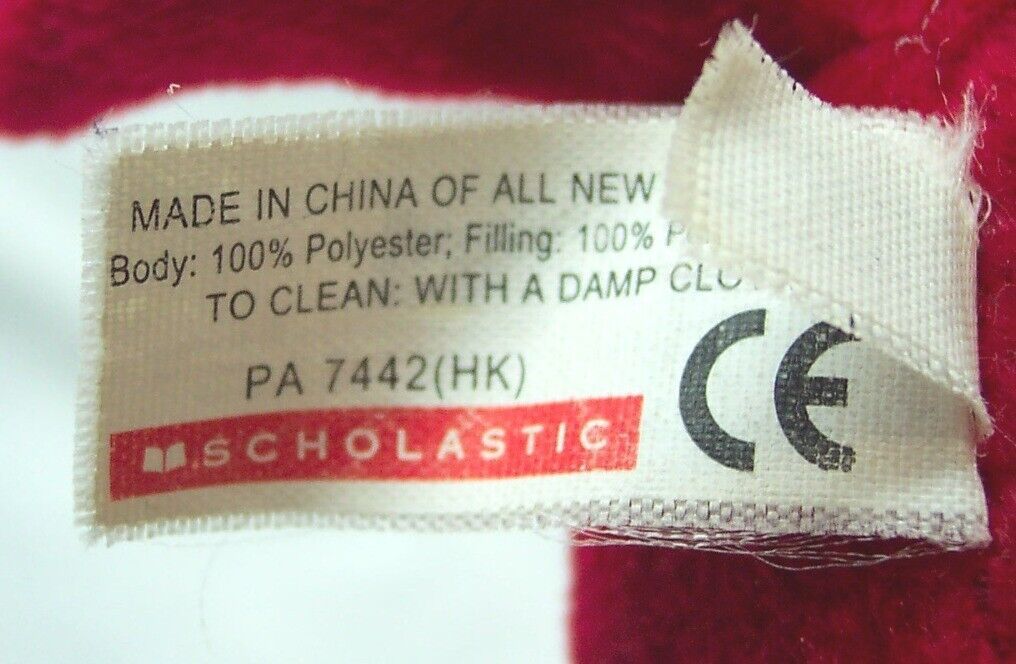 MADE IN CHINA OF ALL NEW
Body: 100% Polyester; Filling: 100%
TO CLEAN: WITH A DAMP
PA 7442(HK)
SCHOLASTIC
CE